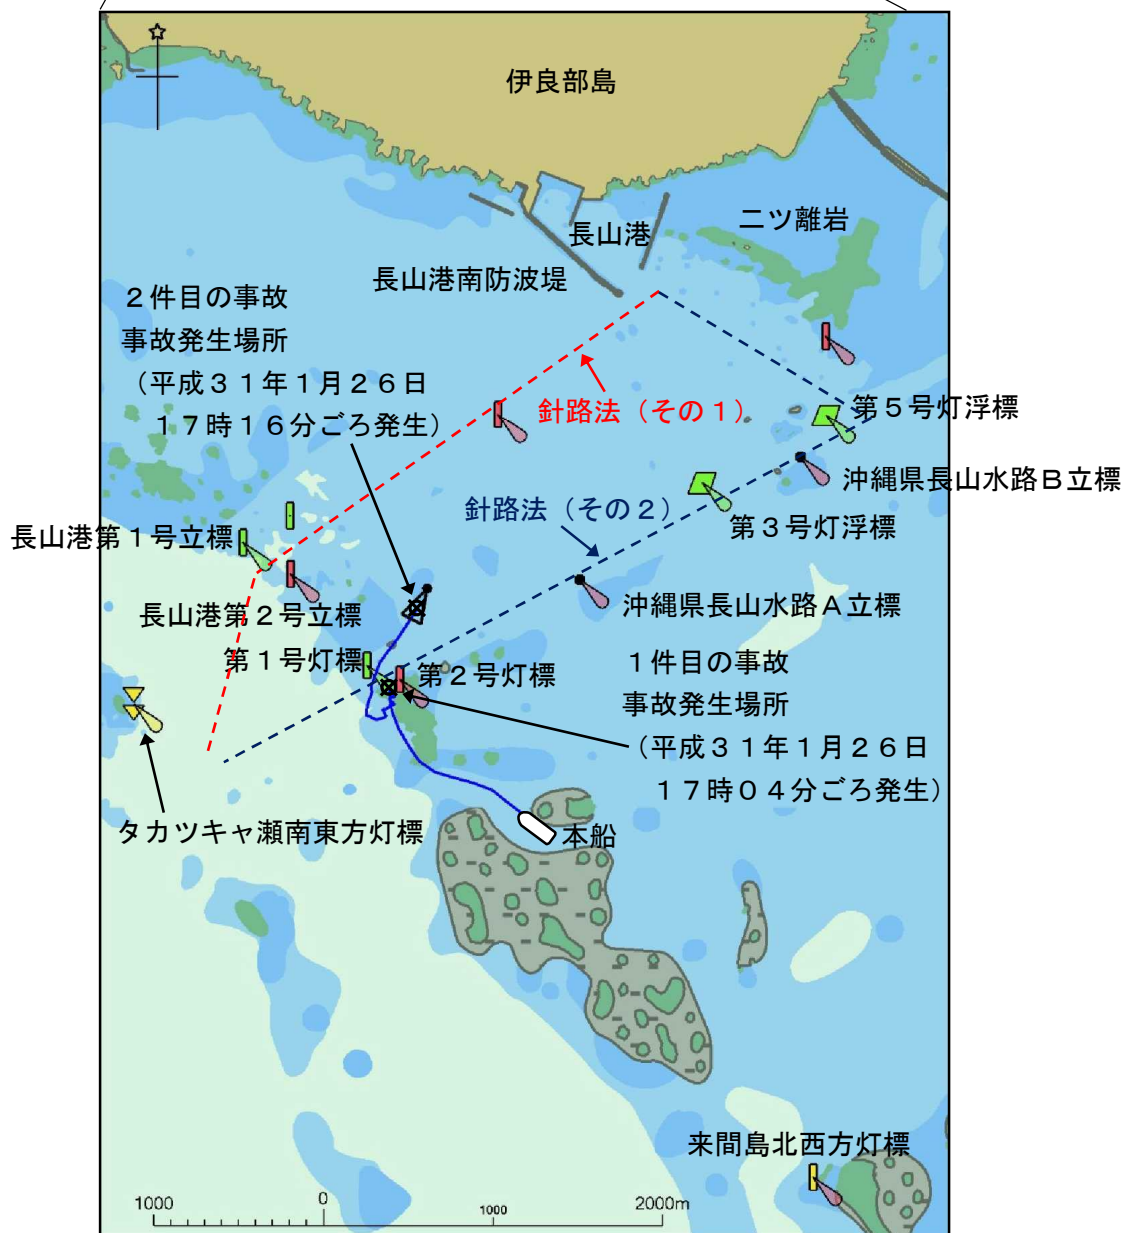 伊良部島
二ツ離岩
長山港
長山港南防波堤
２件目の事故
事故発生場所
（平成３１年１月２６日
１７時１６分ごろ発生）
針路法（その１）
第５号灯浮標
沖縄県長山水路Ｂ立標
針路法（その２）
第３号灯浮標
長山港第１号立標
沖縄県長山水路Ａ立標
長山港第２号立標
第１号灯標
第２号灯標
１件目の事故
事故発生場所
（平成３１年１月２６日
１７時０４分ごろ発生）
タカツキャ瀬南東方灯標
本船
来間島北西方灯標
1000 0 1000 2000m